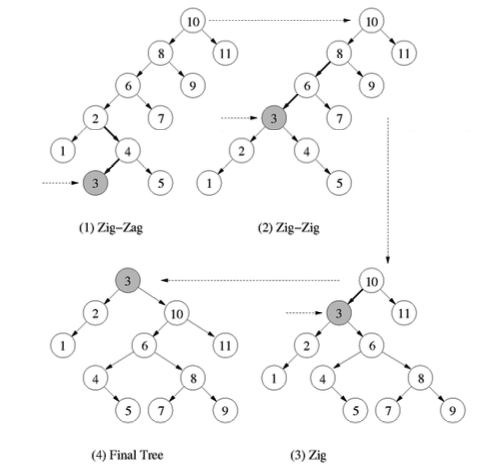 10 10
8 11 8 11
6 9 6 9
2 7 3 7
1 4 2 4
3 5 1 5
(1) Zig−Zag (2) Zig−Zig
3 10
2 10 3 11
1 6 11 2 6
4 8 1 4 8
5 7 9 5 7 9
(4) Final Tree (3) Zig